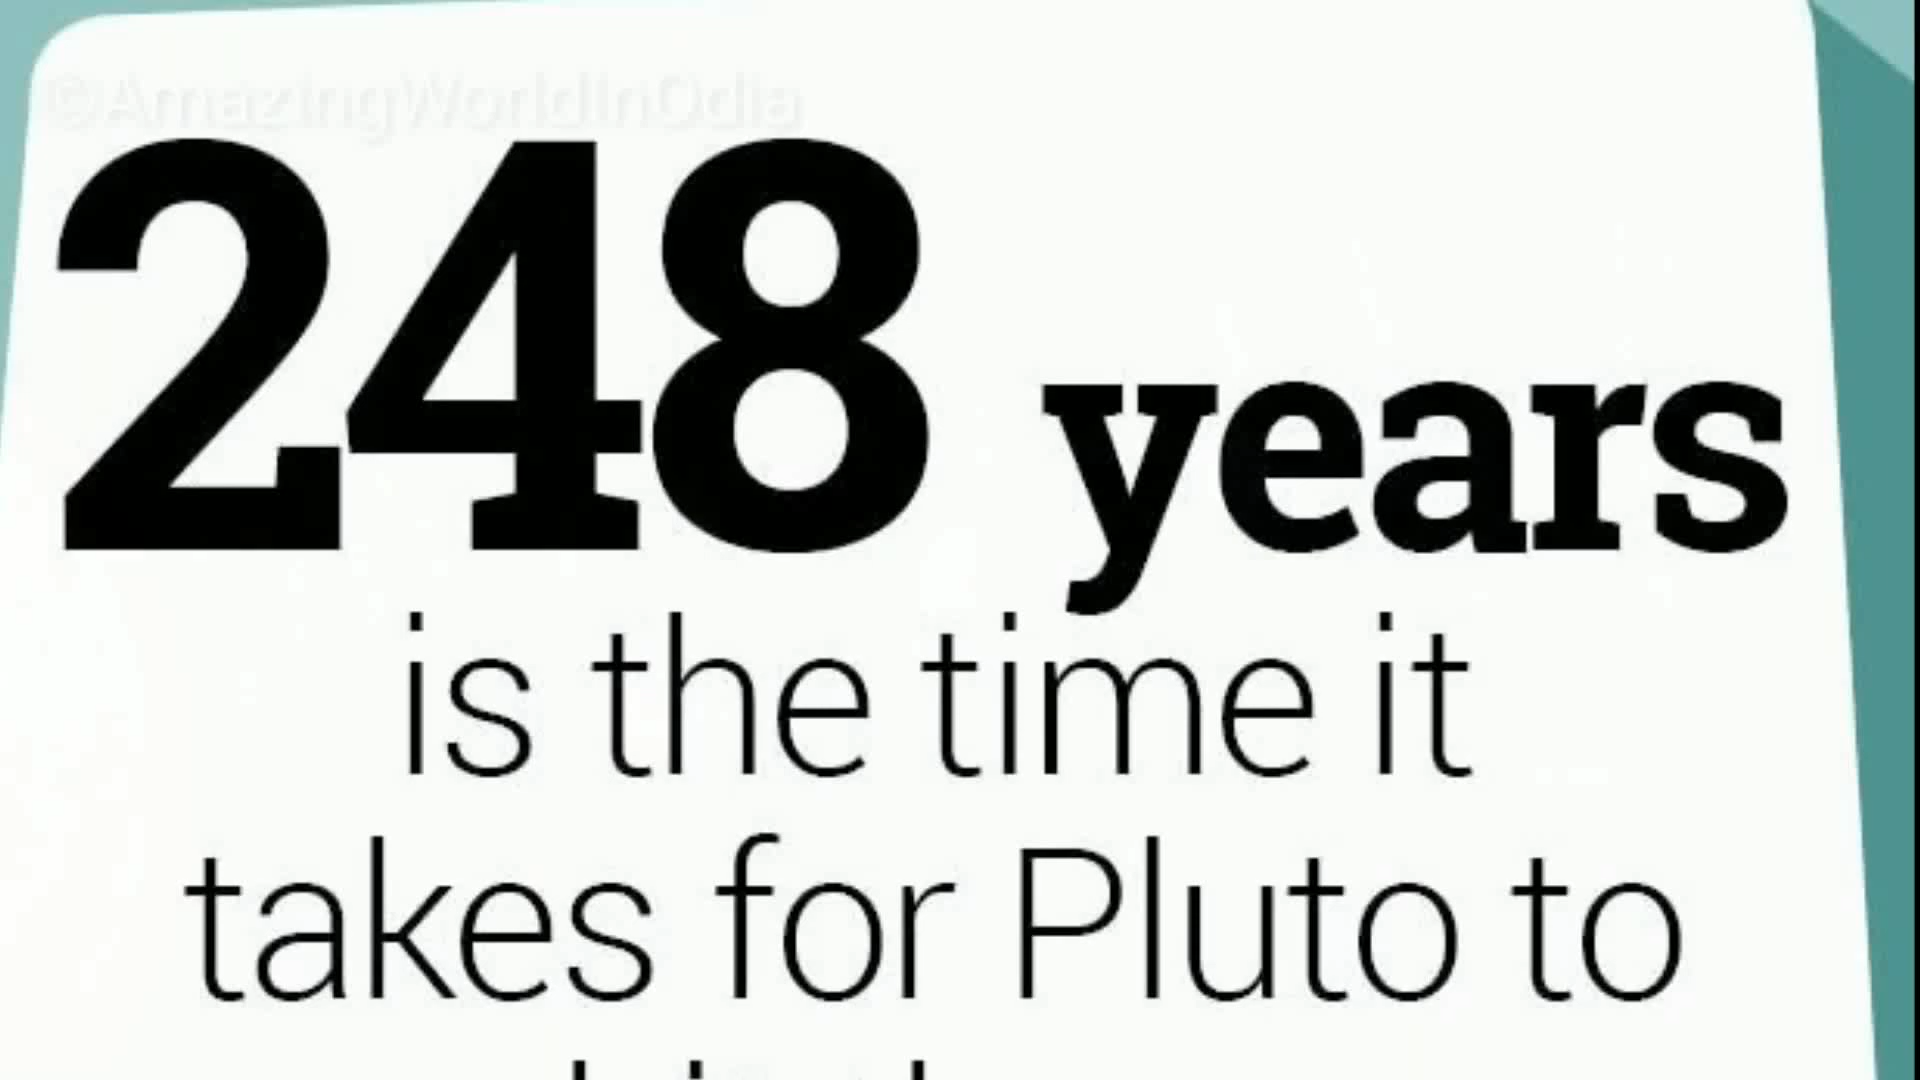 ©AmazingWorldInOdia
248 years
is the time it
takes for Pluto to